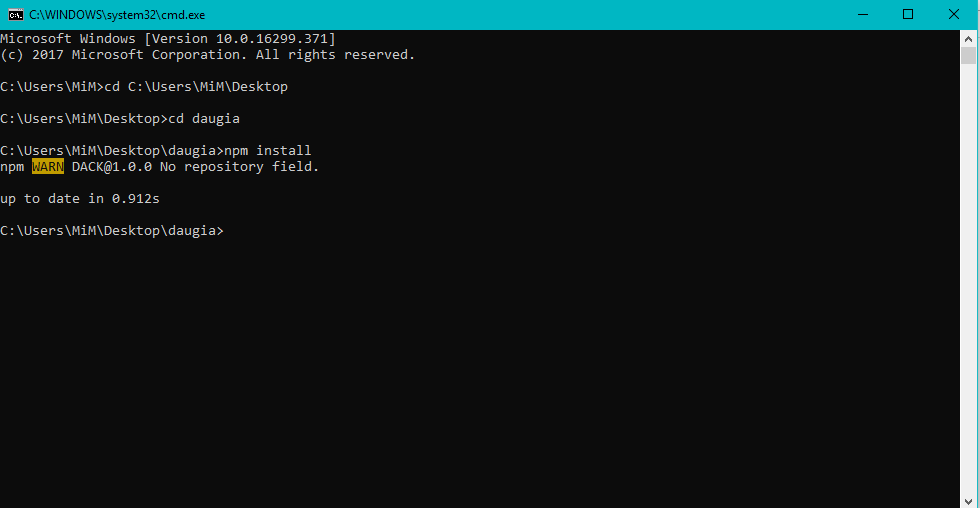 C:\WINDOWS\system32\cmd.exe
Microsoft Windows [Version 10.0.16299.371]
(c) 2017 Microsoft Corporation. All rights reserved.
C:\Users\MiM>cd C:\Users\MiM\Desktop
C:\Users\MiM\Desktop>cd daugia
C:\Users\MiM\Desktop\daugia>npm install
npm WARN DACK@1.0.0 No repository field.
up to date in 0.912s
C:\Users\MiM\Desktop\daugia>